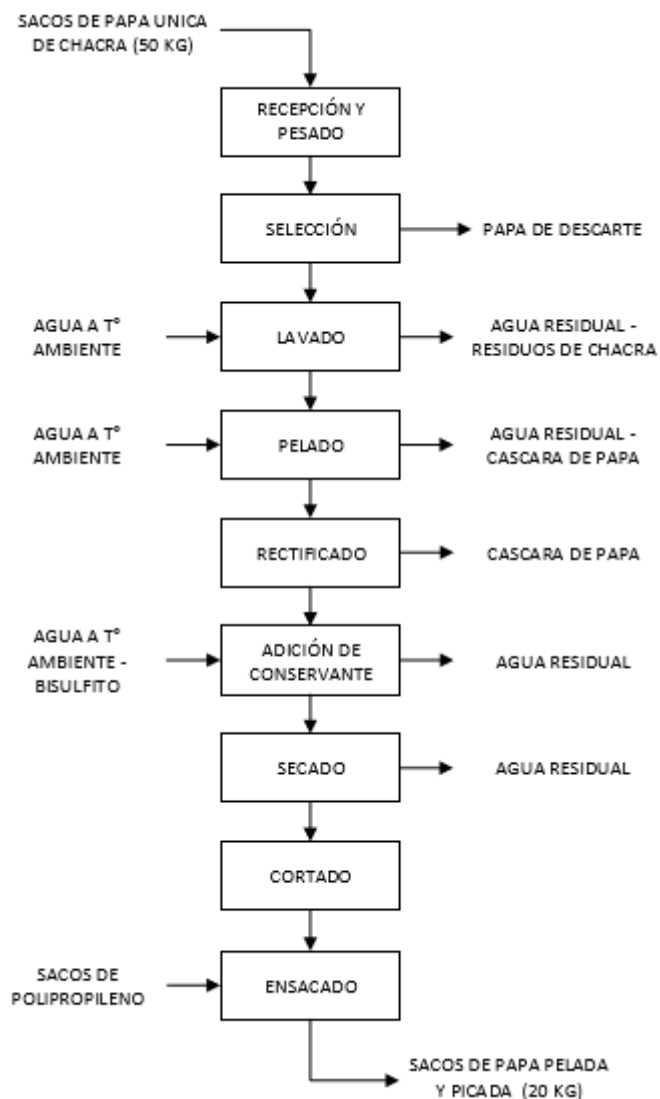 SACOS DE PAPA UNICA
DE CHACRA (50 KG)
RECEPCIÓN Y
PESADO
SELECCIÓN
PAPA DE DESCARTE
AGUA A T°
AMBIENTE
LAVADO
AGUA RESIDUAL -
RESIDUOS DE CHACRA
AGUA A T°
AMBIENTE
PELADO
AGUA RESIDUAL -
CASCARA DE PAPA
RECTIFICADO
CASCARA DE PAPA
AGUA A T°
AMBIENTE -
BISULFITO
ADICIÓN DE
CONSERVANTE
AGUA RESIDUAL
SECADO
AGUA RESIDUAL
CORTADO
SACOS DE
POLIPROPILENO
ENSACADO
SACOS DE PAPA PELADA
Y PICADA (20 KG)